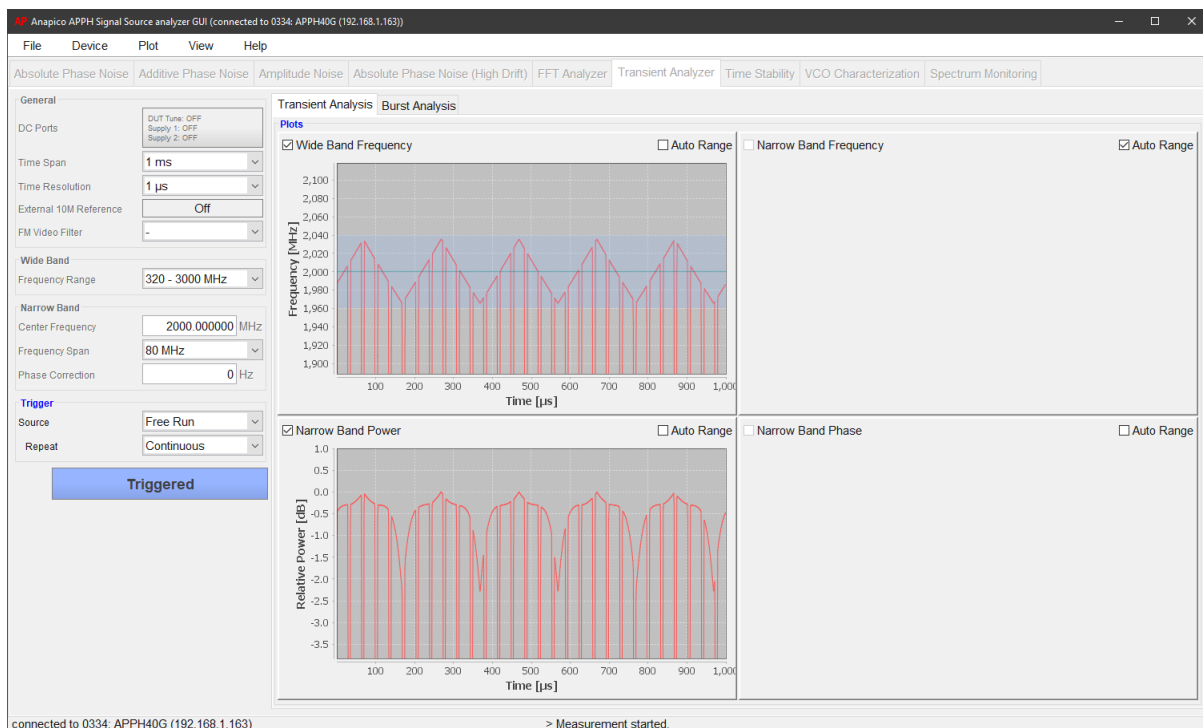 AP Anapico APPH Signal Source analyzer GUI (connected to 0334: APPH40G (192.168.1.163))
File Device Plot View Help
Absolute Phase Noise Additive Phase Noise Amplitude Noise Absolute Phase Noise (High Drift) FFT Analyzer Transient Analyzer Time Stability VCO Characterization Spectrum Monitoring
General
DC Ports
DUT Tune: OFF
Supply 1: OFF
Supply 2: OFF
Time Span 1 ms
Time Resolution 1 µs
External 10M Reference Off
FM Video Filter -
Wide Band
Frequency Range 320 - 3000 MHz
Narrow Band
Center Frequency 2000.000000 MHz
Frequency Span 80 MHz
Phase Correction 0 Hz
Trigger
Source Free Run
Repeat Continuous
Triggered
Transient Analysis Burst Analysis
Plots
Wide Band Frequency Auto Range
2,100
2,080
2,060
2,040
2,020
2,000
1,980
1,960
1,940
1,920
1,900
Frequency [MHz]
100 200 300 400 500 600 700 800 900 1,000
Time [µs]
Narrow Band Frequency Auto Range
Narrow Band Power Auto Range
1.0
0.5
0.0
-0.5
-1.0
-1.5
-2.0
-2.5
-3.0
-3.5
Relative Power [dB]
100 200 300 400 500 600 700 800 900 1,000
Time [µs]
Narrow Band Phase Auto Range
connected to 0334: APPH40G (192.168.1.163) > Measurement started.